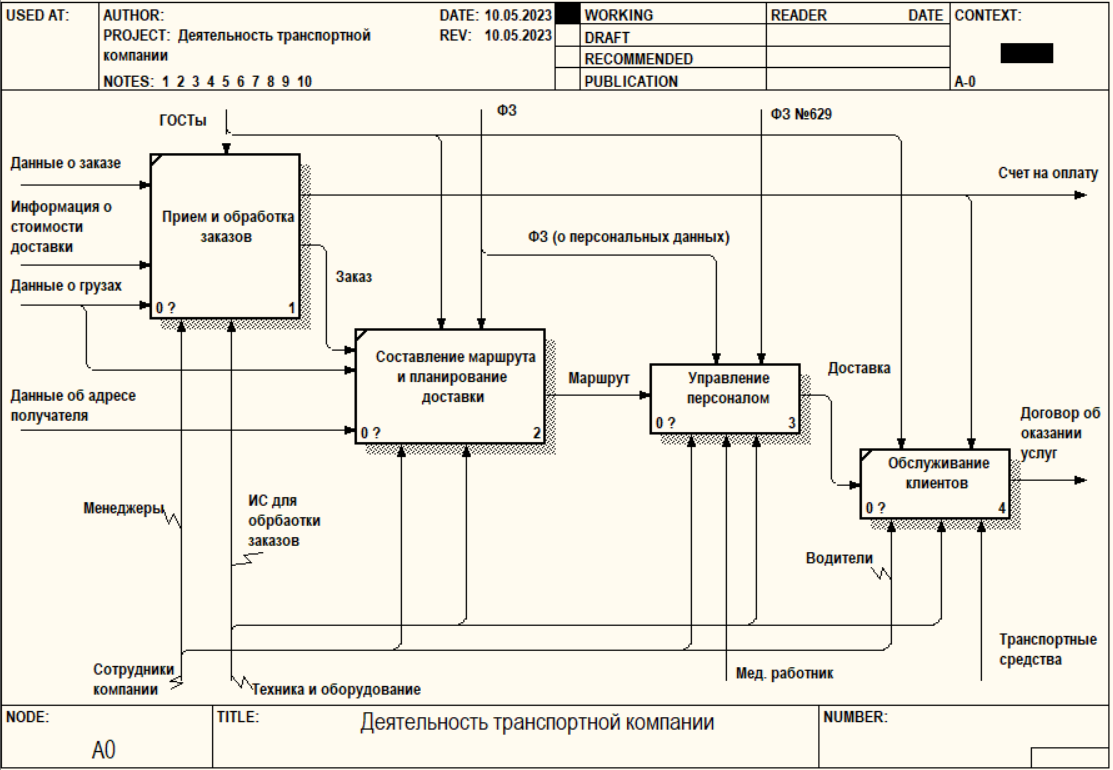 USED AT:
AUTHOR:
DATE: 10.05.2023
PROJECT: Деятельность транспортной
компании
REV: 10.05.2023
NOTES: 1 2 3 4 5 6 7 8 9 10
WORKING
DRAFT
RECOMMENDED
PUBLICATION
READER
DATE
CONTEXT:
A-0
ГОСТы
ФЗ
ФЗ №629
Данные о заказе
Информация о
стоимости
доставки
Данные о грузах
Прием и обработка
заказов
0 ?
1
Счет на оплату
ФЗ (о персональных данных)
Заказ
Составление маршрута
и планирование
доставки
0 ?
2
Данные об адресе
получателя
Маршрут
Управление
персоналом
0 ?
3
Доставка
Обслуживание
клиентов
0 ?
4
Договор об
оказании
услуг
Менеджеры
ИС для
обрбаотки
заказов
Водители
Сотрудники
компании
Техника и оборудование
Мед. работник
Транспортные
средства
NODE:
A0
TITLE:
Деятельность транспортной компании
NUMBER: